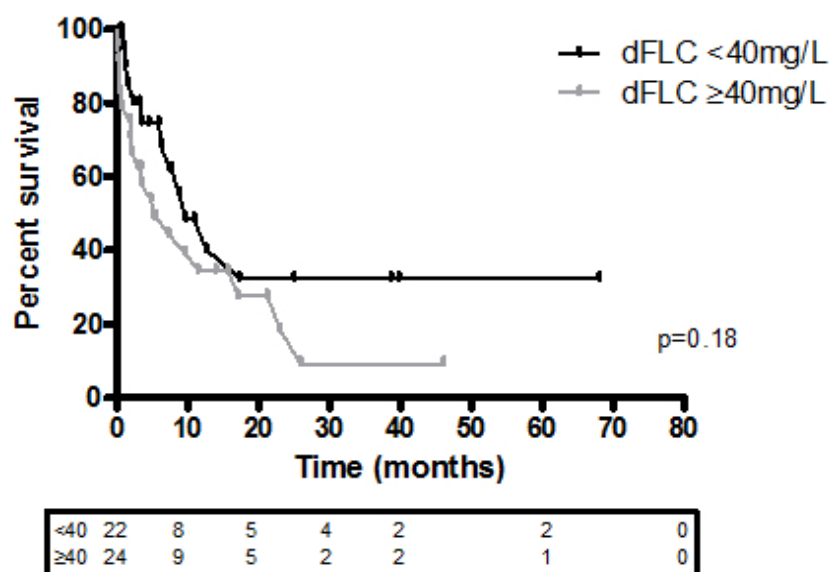 dFLC <40mg/L
dFLC ≥40mg/L
Percent survival
100
80
60
40
20
0
p=0.18
0 10 20 30 40 50 60 70 80
Time (months)
<40 22 8 5 4 2 2 0
≥40 24 9 5 2 2 1 0